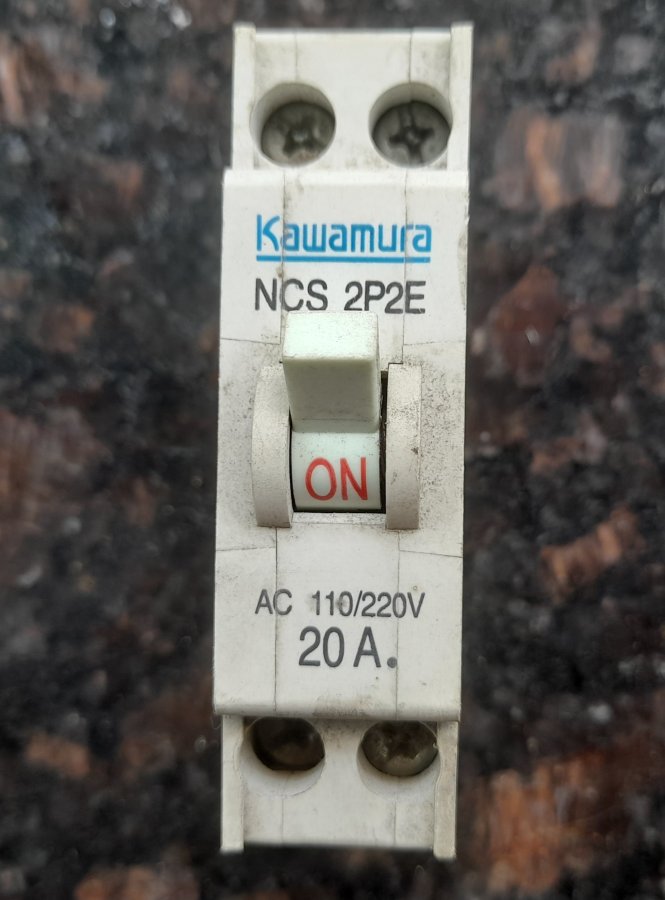 Kawamura
NCS 2P2E
ON
AC 110/220V
20 A.